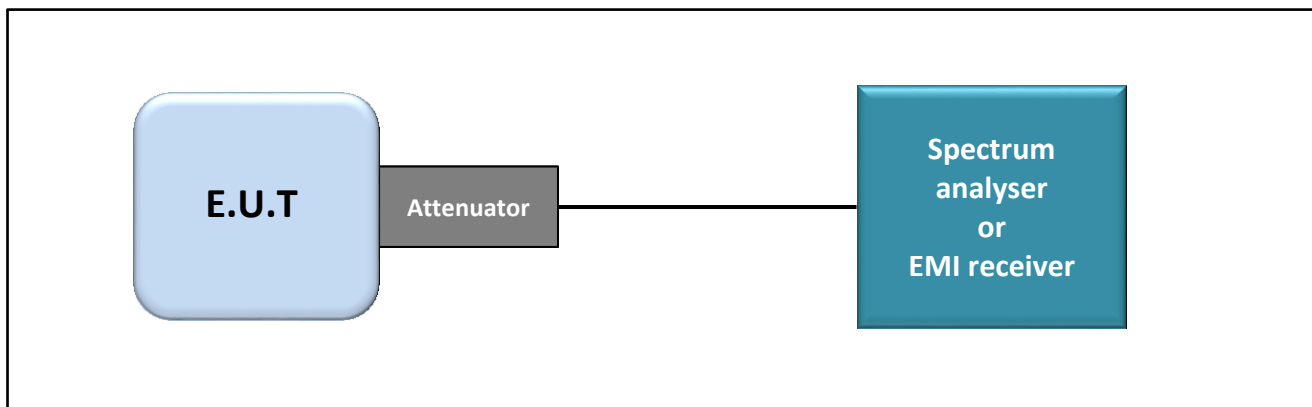 E.U.T
Attenuator
Spectrum
analyser
or
EMI receiver